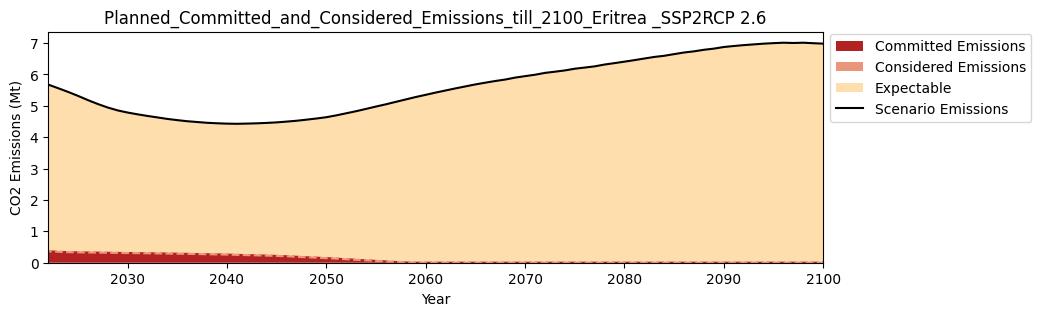 Planned_Committed_and_Considered_Emissions_till_2100_Eritrea _SSP2RCP 2.6
CO2 Emissions (Mt)
7
6
5
4
3
2
1
0
2030 2040 2050 2060 2070 2080 2090 2100
Year
Committed Emissions
Considered Emissions
Expectable
Scenario Emissions